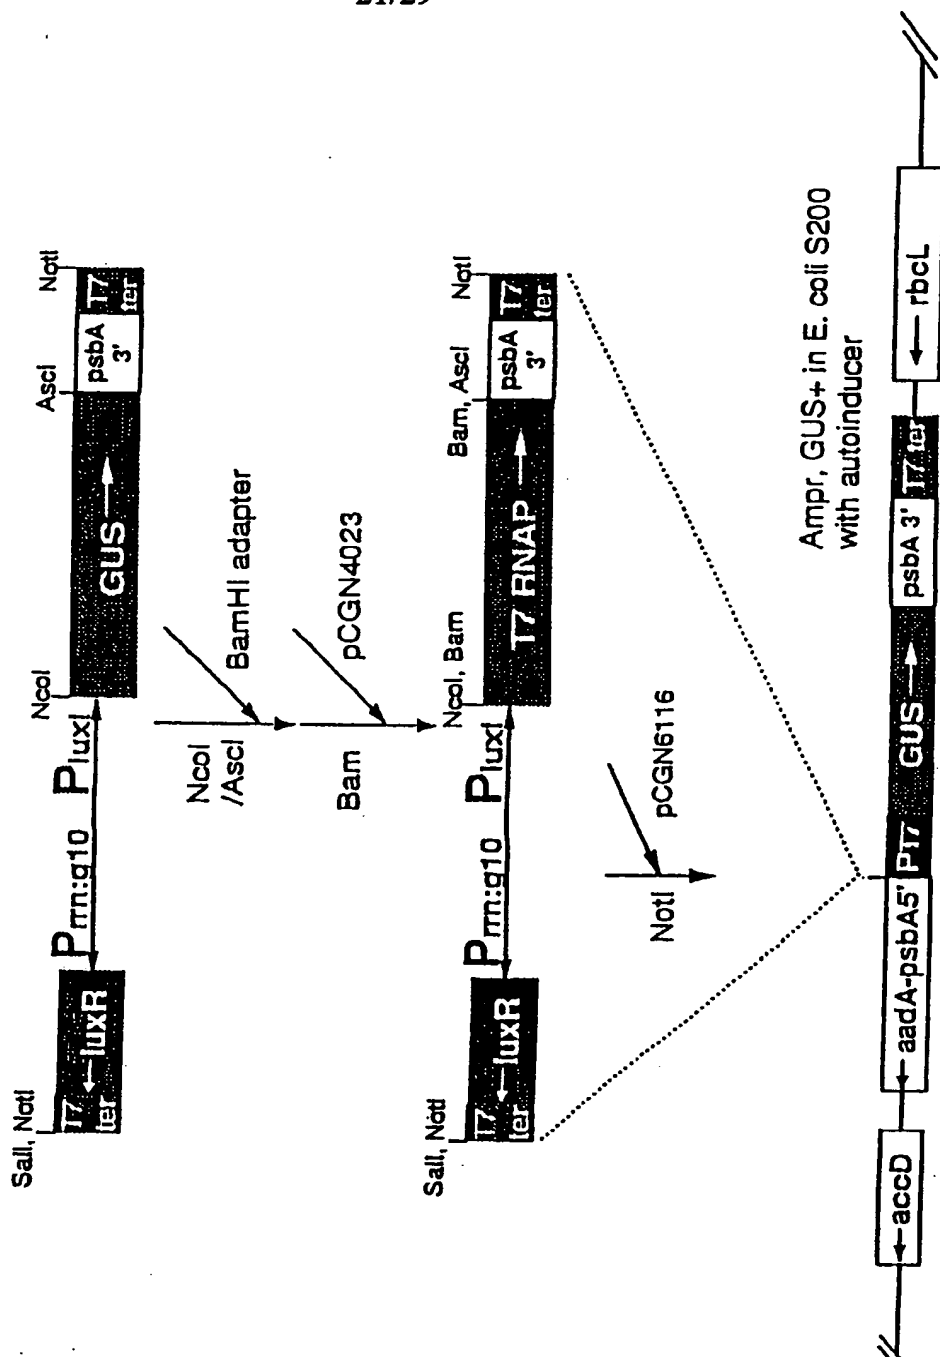 Sall, NotI
T7
ter
luxR
Prrn:g10
PluxI
NcoI
GUS
AscI
psbA
3'
NotI
T7
ter
NcoI
/AscI
BamHI adapter
Bam
pCGN4023
Sall, NotI
T7
ter
luxR
Prrn:g10
PluxI
NcoI, Bam
T7 RNAP
Bam, AscI
psbA
3'
NotI
T7
ter
NotI
pCGN6116
Ampr, GUS+ in E. coli S200
with autoinducer
accD
aadA-psbA5'
PT7
GUS
psbA 3'
T7 ter
rbcL